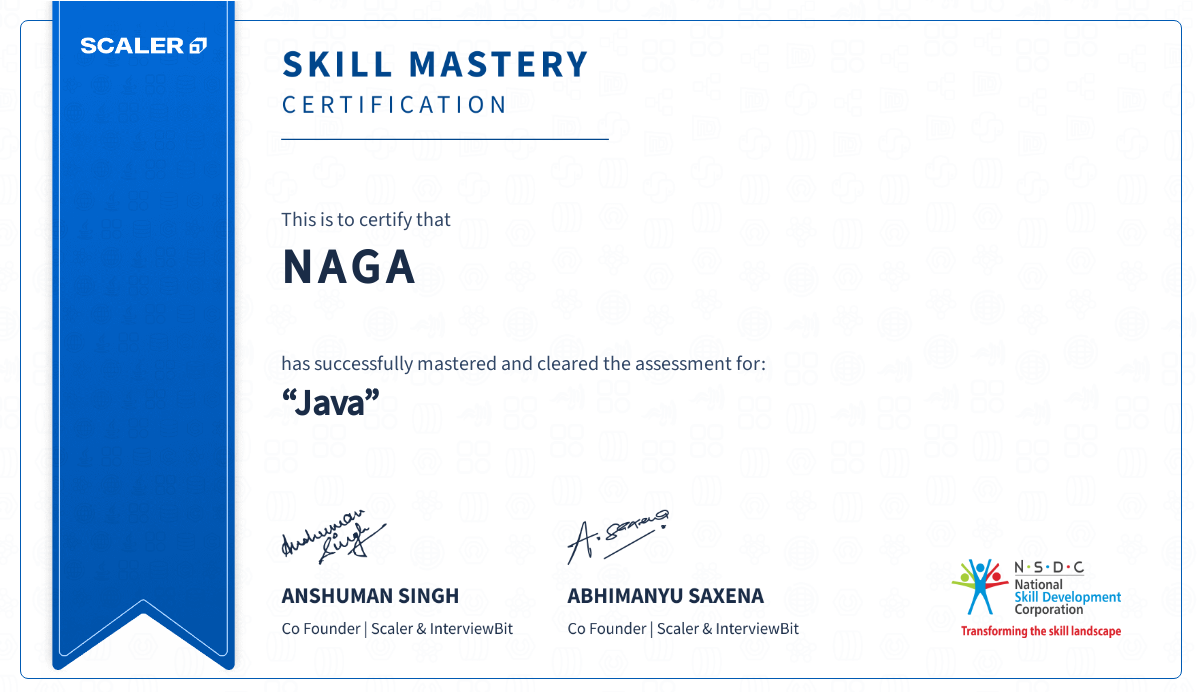 SCALER
SKILL MASTERY
CERTIFICATION
This is to certify that
NAGA
has successfully mastered and cleared the assessment for:
“Java”
Anshuman
Singh
A. Saxena
ANSHUMAN SINGH
Co Founder | Scaler & InterviewBit
ABHIMANYU SAXENA
Co Founder | Scaler & InterviewBit
N·S·D·C
National
Skill Development
Corporation
Transforming the skill landscape